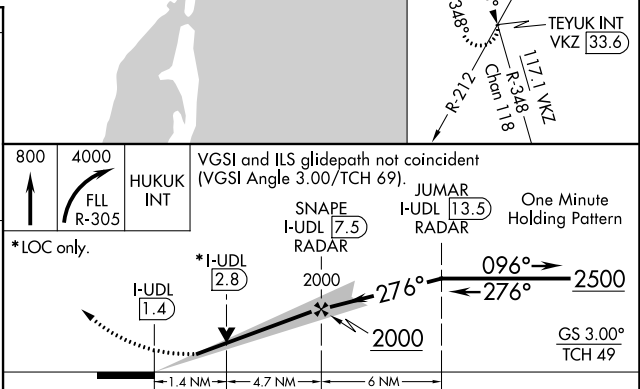 348°
TEYUK INT
VKZ 33.6
R-212
R-348
Chan 118
117.1 VKZ
800
4000
FLL
R-305
HUKUK
INT
VGSI and ILS glidepath not coincident
(VGSI Angle 3.00/TCH 69).
*LOC only.
SNAPE
I-UDL 7.5
RADAR
JUMAR
I-UDL 13.5
RADAR
One Minute
Holding Pattern
*I-UDL
2.8
I-UDL
1.4
2000
276°
096°
276°
2500
2000
GS 3.00°
TCH 49
1.4 NM
4.7 NM
6 NM